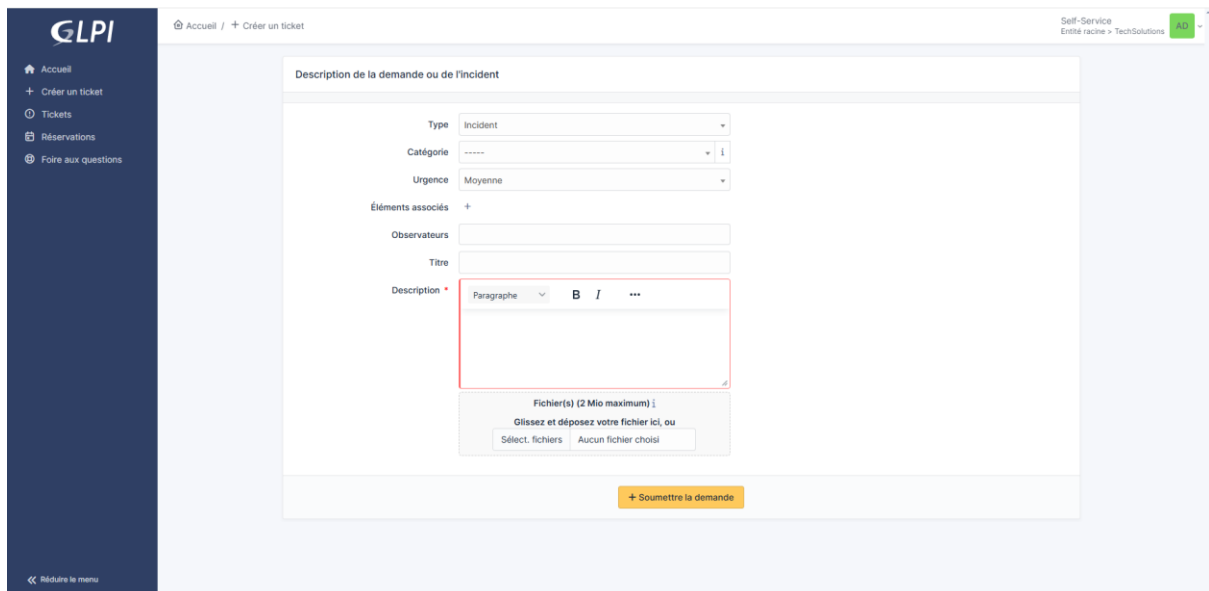 GLPI
Accueil
+ Créer un ticket
Tickets
Réservations
Foire aux questions
Réduire le menu
Accueil / + Créer un ticket
Self-Service
Entité racine > TechSolutions
AD
Description de la demande ou de l'incident
Type Incident
Catégorie ----- i
Urgence Moyenne
Éléments associés +
Observateurs
Titre
Description *
Paragraphe B I •••
Fichier(s) (2 Mio maximum) i
Glissez et déposez votre fichier ici, ou
Sélect. fichiers Aucun fichier choisi
+ Soumettre la demande